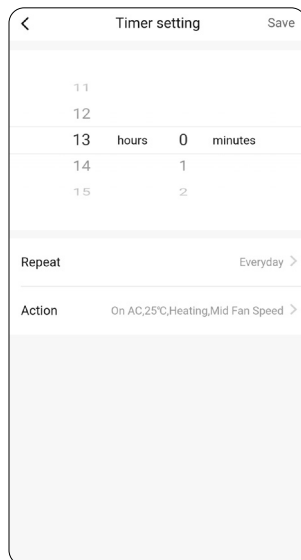 Timer setting Save
11
12
13 hours 0 minutes
14 1
15 2
Repeat Everyday
Action On AC,25℃,Heating,Mid Fan Speed